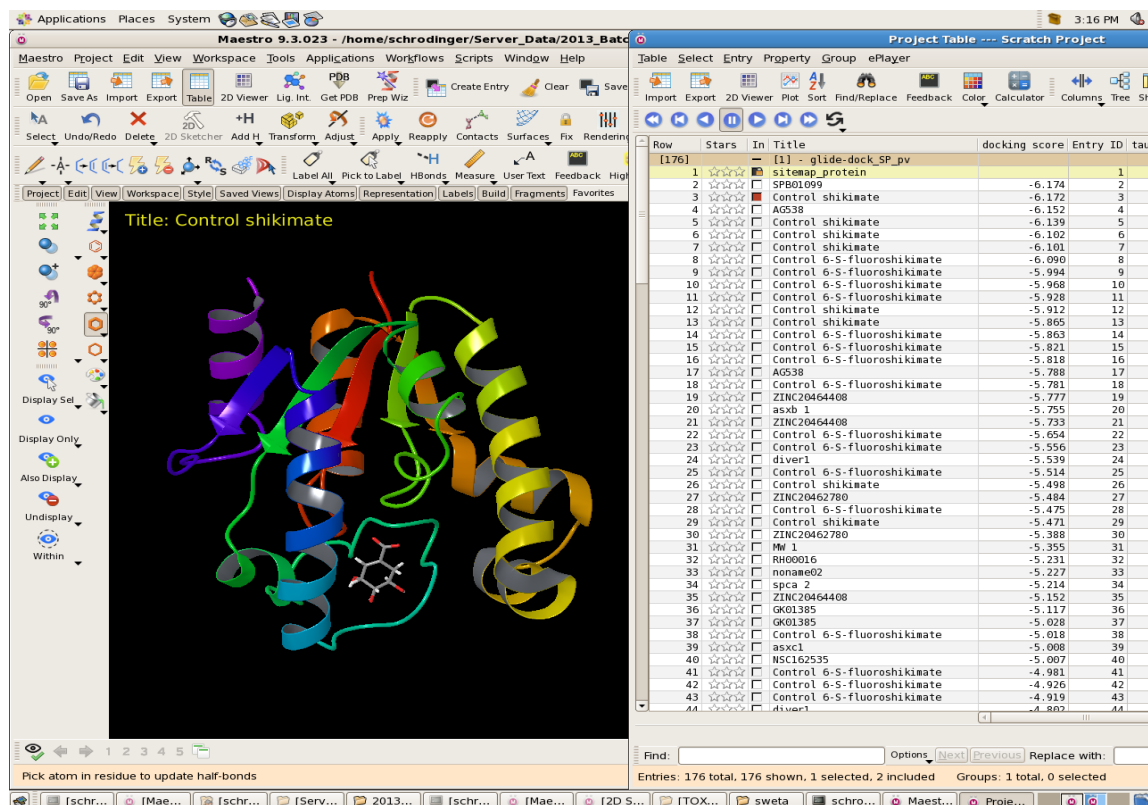 Applications Places System 3:16 PM
Maestro 9.3.023 - /home/schrodinger/Server_Data/2013_Batc
Project Table --- Scratch Project
Maestro Project Edit View Workspace Tools Applications Workflows Scripts Window Help
Table Select Entry Property Group ePlayer
PDB
Open Save As Import Export Table 2D Viewer Lig. Int. Get PDB Prep Wiz Create Entry Clear Save
Import Export 2D Viewer Plot Sort Find/Replace Feedback Color Calculator Columns Tree
Select Undo/Redo Delete 2D Sketcher Add H Transform Adjust Apply Reapply Contacts Surfaces Fix Rendering
Label All Pick to Label HBonds Measure User Text Feedback
Project Edit View Workspace Style Saved Views Display Atoms Representation Labels Build Fragments Favorites
Title: Control shikimate
90°
90°
Display Sel
Display Only
Also Display
Undisplay
Within
1 2 3 4 5
Pick atom in residue to update half-bonds
Row Stars In Title docking score Entry ID tau
[176] [1] - glide-dock_SP_pv
1 sitemap_protein 1
2 SPB01099 -6.174 2
3 Control shikimate -6.172 3
4 AG538 -6.152 4
5 Control shikimate -6.139 5
6 Control shikimate -6.102 6
7 Control shikimate -6.101 7
8 Control 6-S-fluoroshikimate -6.090 8
9 Control 6-S-fluoroshikimate -5.994 9
10 Control 6-S-fluoroshikimate -5.968 10
11 Control 6-S-fluoroshikimate -5.928 11
12 Control shikimate -5.912 12
13 Control shikimate -5.865 13
14 Control 6-S-fluoroshikimate -5.863 14
15 Control 6-S-fluoroshikimate -5.821 15
16 Control 6-S-fluoroshikimate -5.818 16
17 AG538 -5.788 17
18 Control 6-S-fluoroshikimate -5.781 18
19 ZINC20464408 -5.777 19
20 asxb 1 -5.755 20
21 ZINC20464408 -5.733 21
22 Control 6-S-fluoroshikimate -5.654 22
23 Control 6-S-fluoroshikimate -5.556 23
24 diver1 -5.539 24
25 Control 6-S-fluoroshikimate -5.514 25
26 Control shikimate -5.498 26
27 ZINC20462780 -5.484 27
28 Control 6-S-fluoroshikimate -5.475 28
29 Control shikimate -5.471 29
30 ZINC20462780 -5.388 30
31 MW 1 -5.355 31
32 RH00016 -5.231 32
33 noname02 -5.227 33
34 spca 2 -5.214 34
35 ZINC20464408 -5.152 35
36 GK01385 -5.117 36
37 GK01385 -5.028 37
38 Control 6-S-fluoroshikimate -5.018 38
39 asxc1 -5.008 39
40 NSC162535 -5.007 40
41 Control 6-S-fluoroshikimate -4.981 41
42 Control 6-S-fluoroshikimate -4.926 42
43 Control 6-S-fluoroshikimate -4.919 43
44 diver1 -4.802 44
Find: Options Next Previous Replace with:
Entries: 176 total, 176 shown, 1 selected, 2 included Groups: 1 total, 0 selected
[schr... [Mae... [schr... [Serv... 2013... [schr... [Mae... [2D S... [TOX... sweta schro... Maest... Proje...